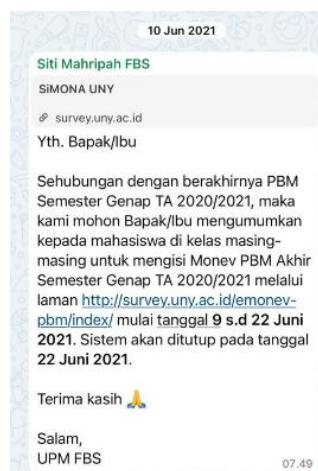 10 Jun 2021
Siti Mahripah FBS
SiMONA UNY
survey.uny.ac.id
Yth. Bapak/Ibu
Sehubungan dengan berakhirnya PBM
Semester Genap TA 2020/2021, maka
kami mohon Bapak/Ibu mengumumkan
kepada mahasiswa di kelas masing-
masing untuk mengisi Monev PBM Akhir
Semester Genap TA 2020/2021 melalui
laman http://survey.uny.ac.id/emonev-
pbm/index/ mulai tanggal 9 s.d 22 Juni
2021. Sistem akan ditutup pada tanggal
22 Juni 2021.
Terima kasih 🙏
Salam,
UPM FBS
07.49